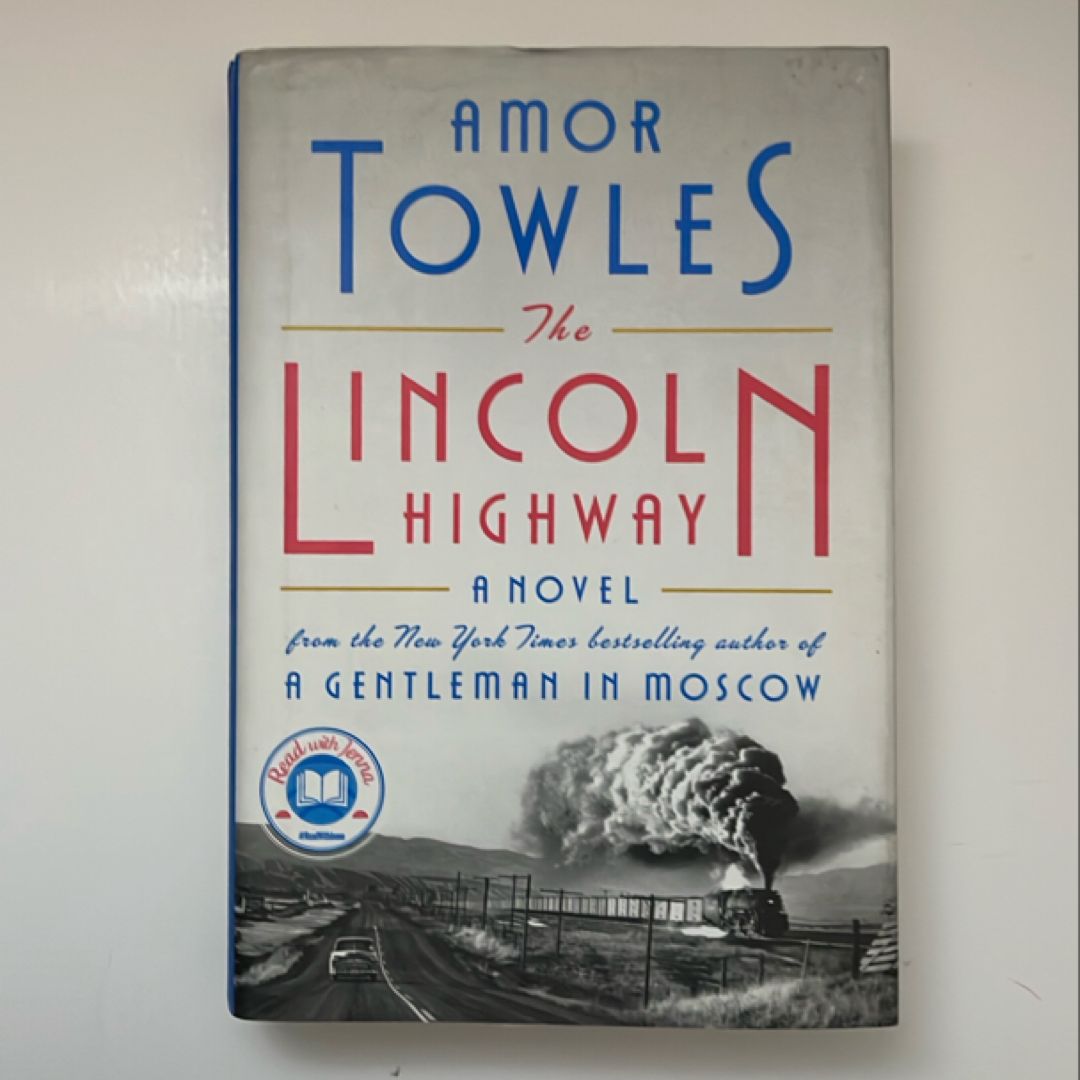 AMOR
TOWLES
The
LINCOLN
HIGHWAY
A NOVEL
from the New York Times bestselling author of
A GENTLEMAN IN MOSCOW
Read with Jenna